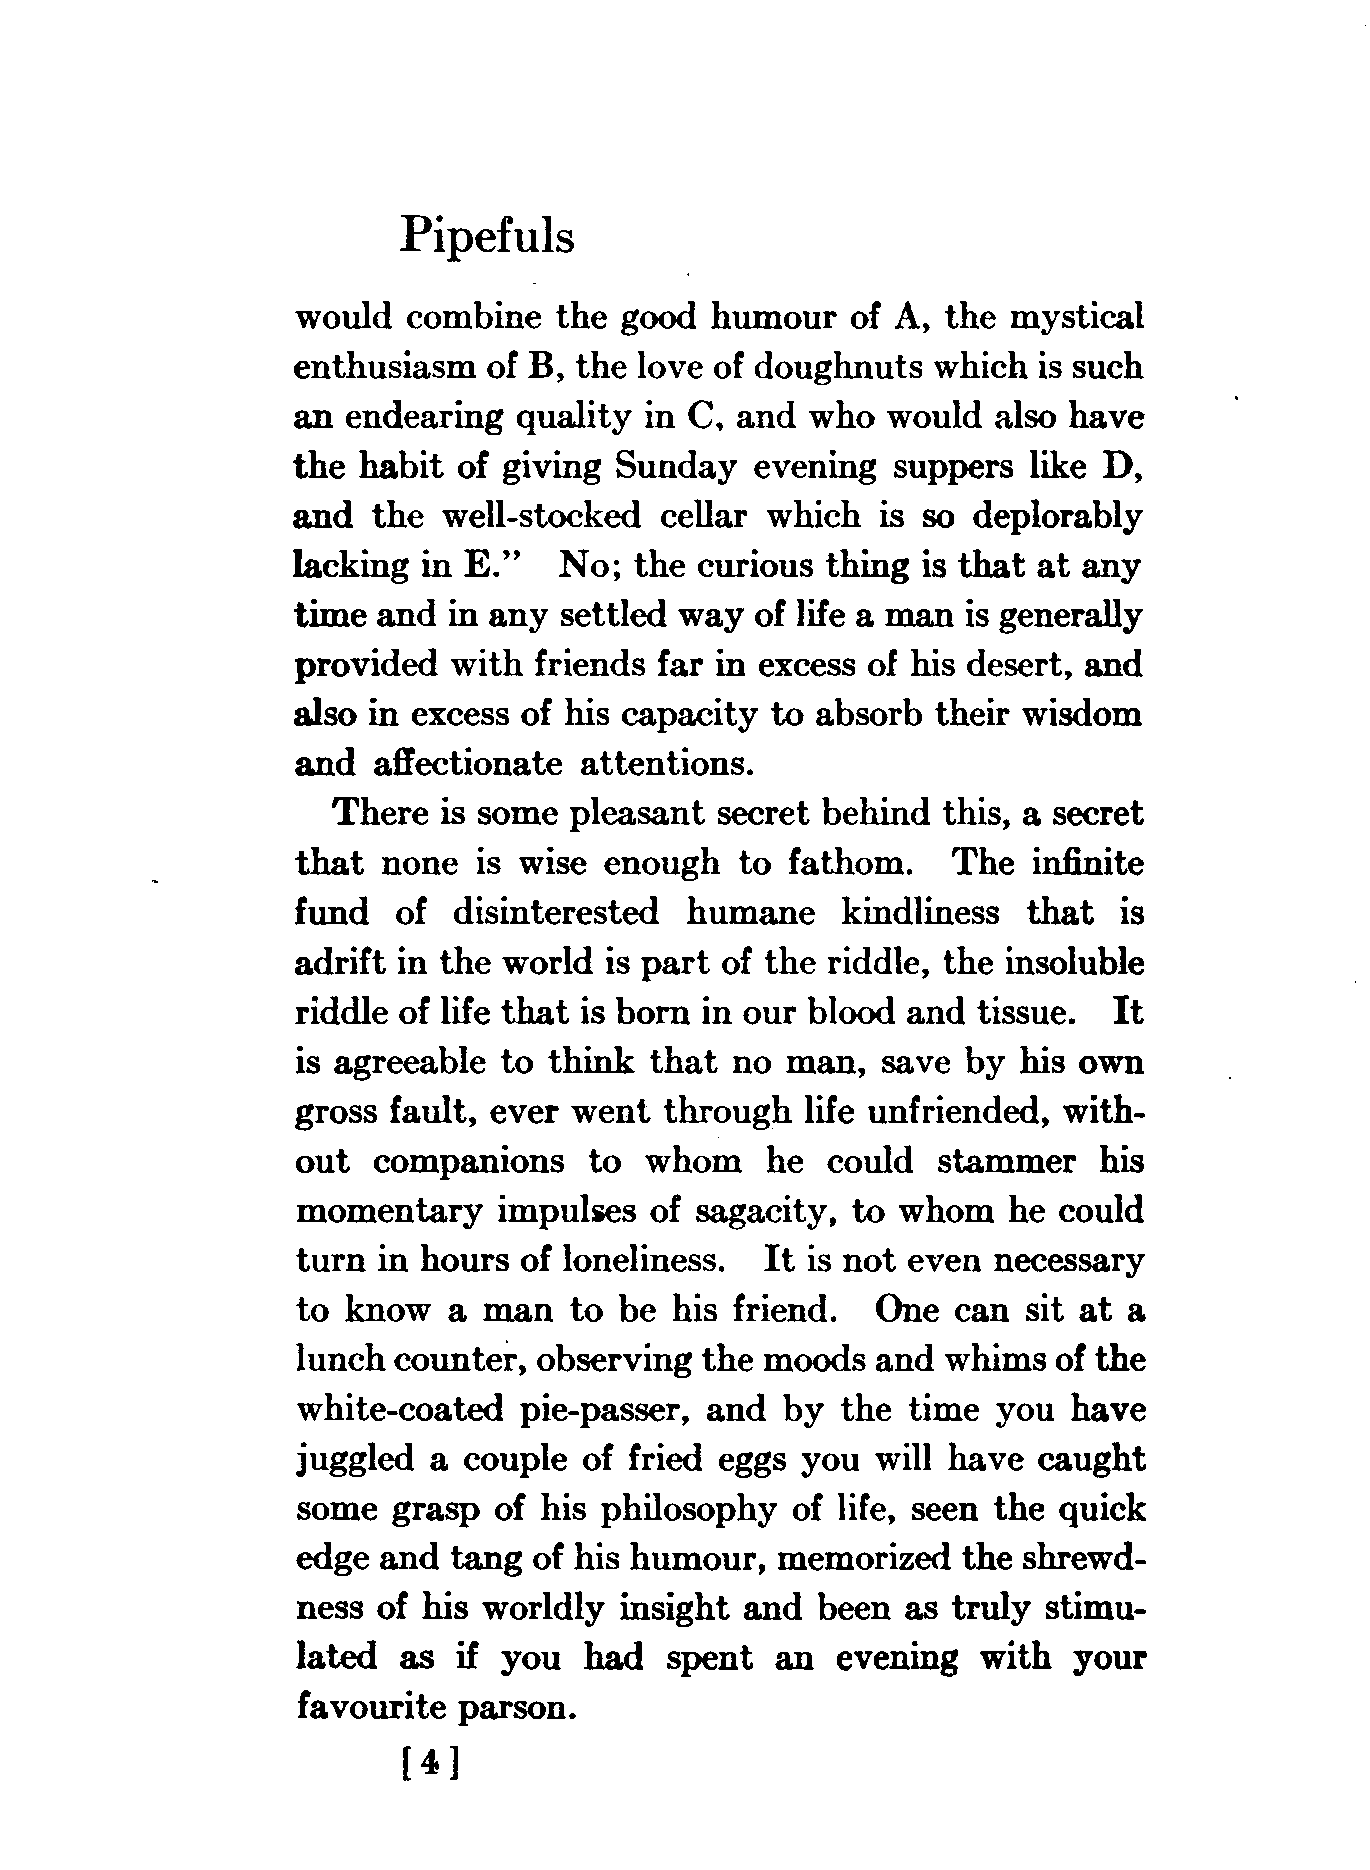 Pipefuls
would combine the good humour of A, the mystical
enthusiasm of B, the love of doughnuts which is such
an endearing quality in C, and who would also have
the habit of giving Sunday evening suppers like D,
and the well-stocked cellar which is so deplorably
lacking in E." No; the curious thing is that at any
time and in any settled way of life a man is generally
provided with friends far in excess of his desert, and
also in excess of his capacity to absorb their wisdom
and affectionate attentions.
There is some pleasant secret behind this, a secret
that none is wise enough to fathom. The infinite
fund of disinterested humane kindliness that is
adrift in the world is part of the riddle, the insoluble
riddle of life that is born in our blood and tissue. It
is agreeable to think that no man, save by his own
gross fault, ever went through life unfriended, with-
out companions to whom he could stammer his
momentary impulses of sagacity, to whom he could
turn in hours of loneliness. It is not even necessary
to know a man to be his friend. One can sit at a
lunch counter, observing the moods and whims of the
white-coated pie-passer, and by the time you have
juggled a couple of fried eggs you will have caught
some grasp of his philosophy of life, seen the quick
edge and tang of his humour, memorized the shrewd-
ness of his worldly insight and been as truly stimu-
lated as if you had spent an evening with your
favourite parson.
[4]